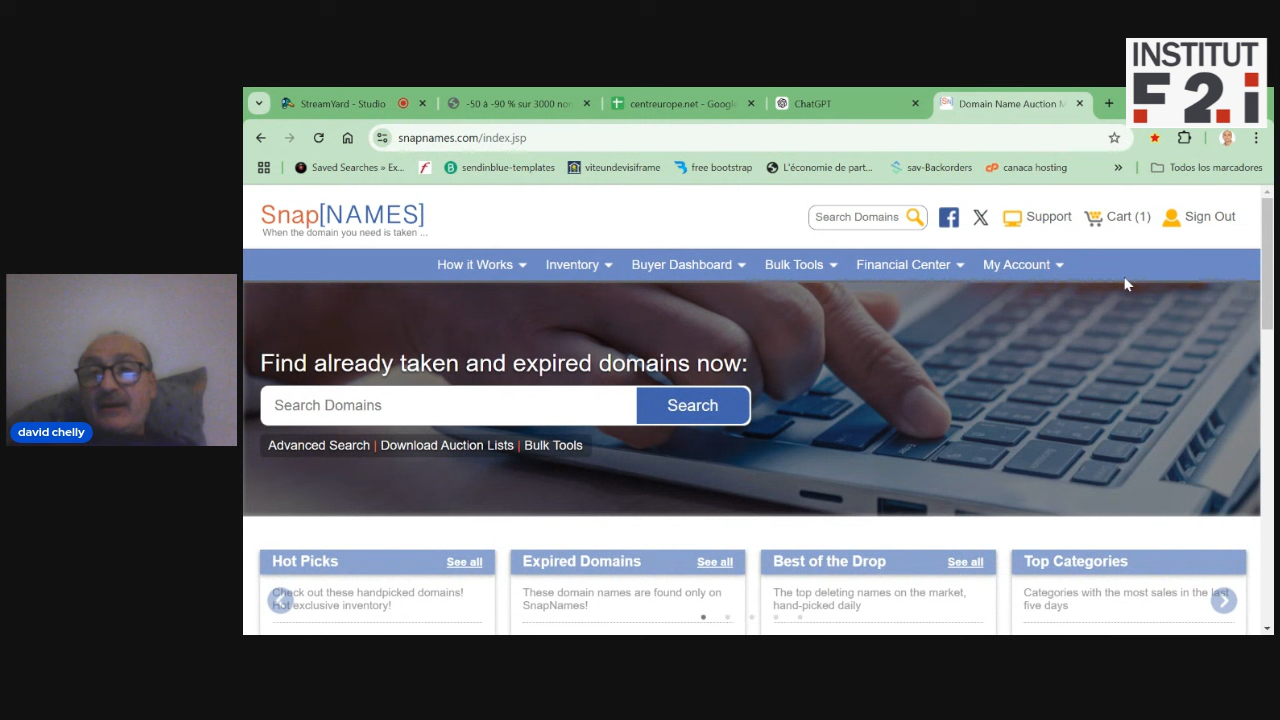 INSTITUT
F2i
StreamYard - Studio
-50 à -90 % sur 3000 nor
centreurope.net - Google
ChatGPT
Domain Name Auction M
snapnames.com/index.jsp
Saved Searches » Ex...
sendinblue-templates
viteundevisiframe
free bootstrap
L'économie de part...
sav-Backorders
canaca hosting
»
Todos los marcadores
Snap[NAMES]
When the domain you need is taken ...
Search Domains
Support
Cart (1)
Sign Out
How it Works
Inventory
Buyer Dashboard
Bulk Tools
Financial Center
My Account
Find already taken and expired domains now:
Search Domains
Search
Advanced Search | Download Auction Lists | Bulk Tools
david chelly
Hot Picks
See all
Check out these handpicked domains!
Hot exclusive inventory!
Expired Domains
See all
These domain names are found only on
SnapNames!
Best of the Drop
See all
The top deleting names on the market,
hand-picked daily
Top Categories
Categories with the most sales in the last
five days